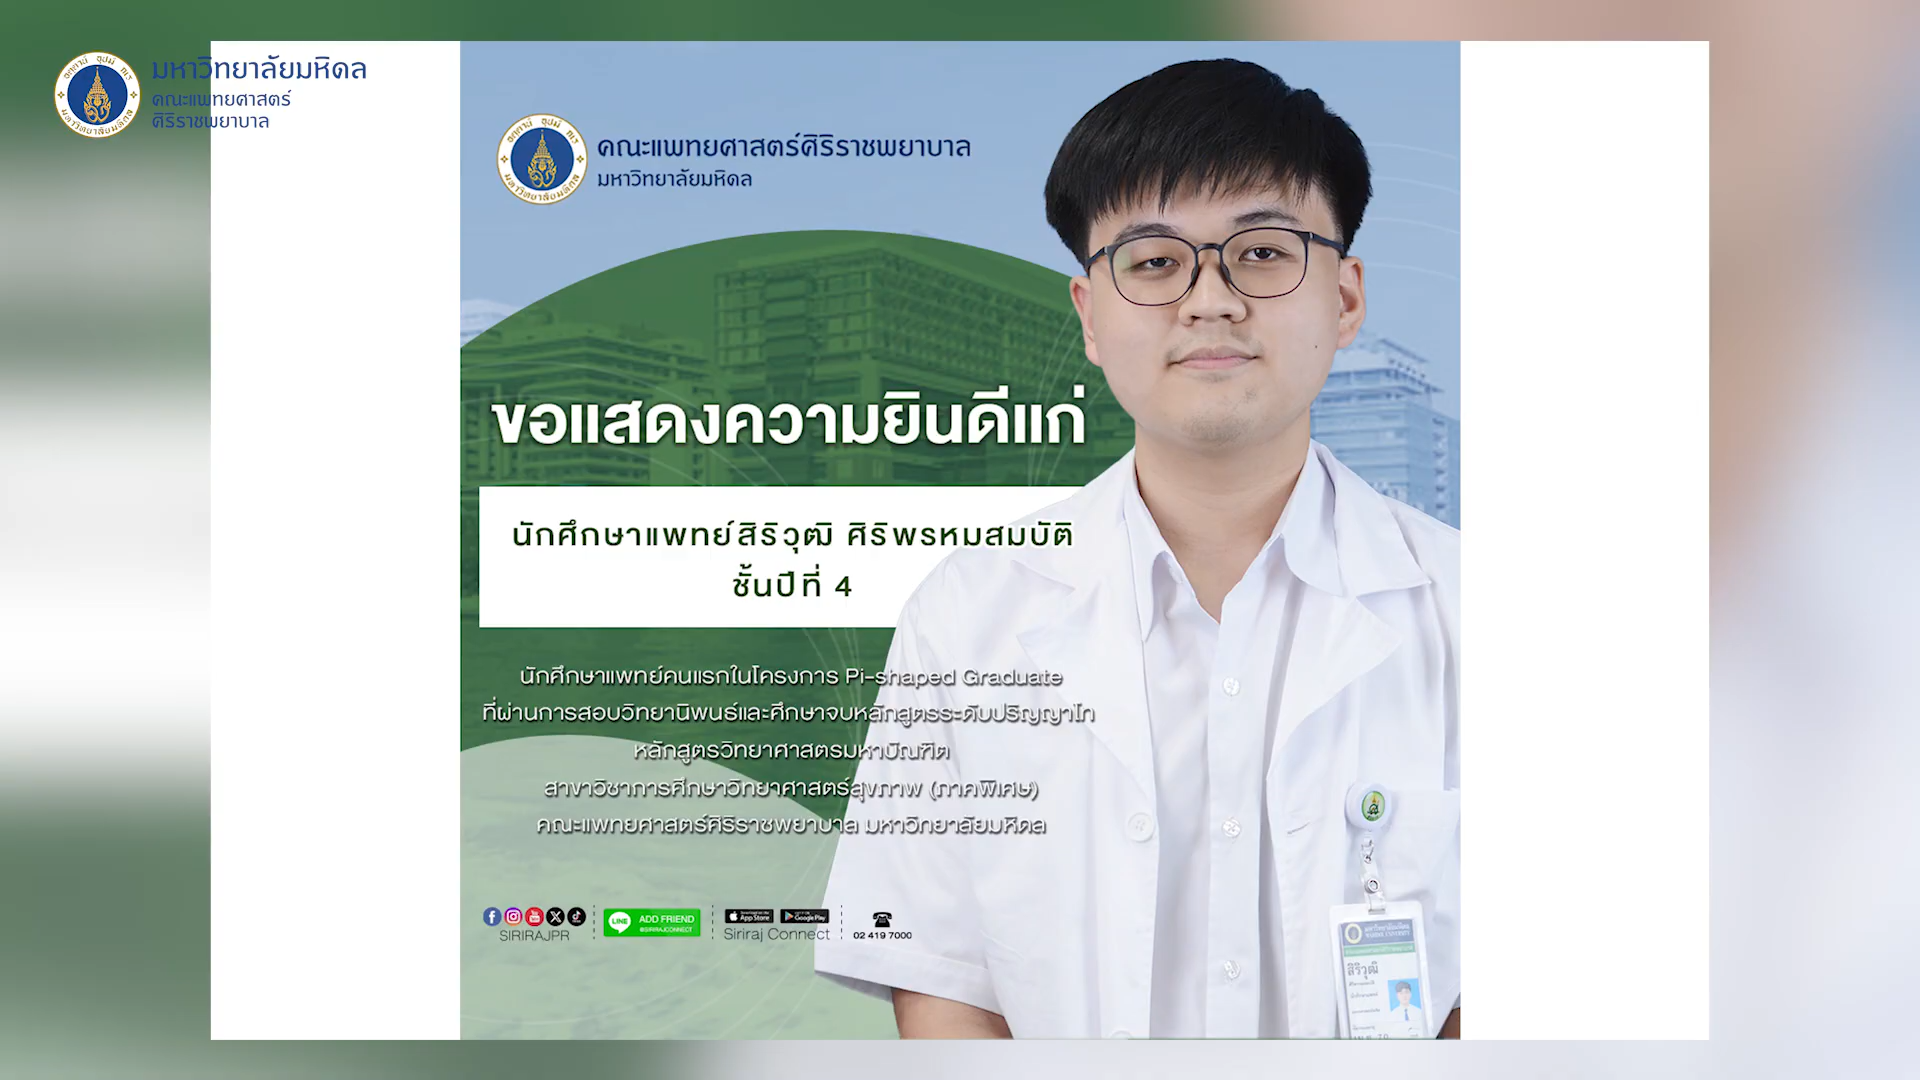 มหาวิทยาลัยมหิดล
คณะแพทยศาสตร์
ศิริราชพยาบาล
คณะแพทยศาสตร์ศิริราชพยาบาล
มหาวิทยาลัยมหิดล
ขอแสดงความยินดีแก่
นักศึกษาแพทย์สิริวุฒิ ศิริพรหมสมบัติ
ชั้นปีที่ 4
นักศึกษาแพทย์คนแรกในโครงการ Pi-shaped Graduate
ที่ผ่านการสอบวิทยานิพนธ์และศึกษาจบหลักสูตรระดับปริญญาโท
หลักสูตรวิทยาศาสตรมหาบัณฑิต
สาขาวิชาการศึกษาวิทยาศาสตร์สุขภาพ (ภาคพิเศษ)
คณะแพทยศาสตร์ศิริราชพยาบาล มหาวิทยาลัยมหิดล
SIRIRAJPR
LINE ADD FRIEND
@SIRIRAJCONNECT
App Store Google Play
Siriraj Connect
02 419 7000
สิริวุฒิ